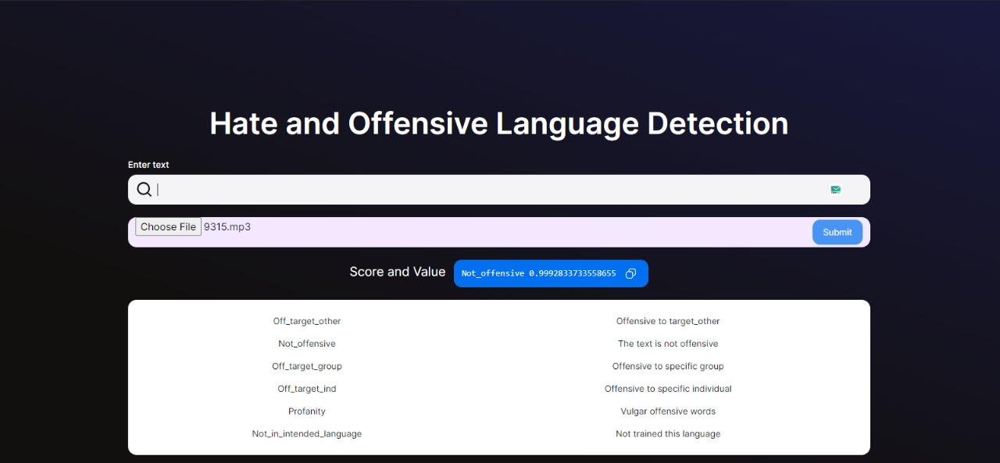 Hate and Offensive Language Detection
Enter text
Choose File 9315.mp3
Submit
Score and Value
Not_offensive 0.9992833733558655
Off_target_other Offensive to target_other
Not_offensive The text is not offensive
Off_target_group Offensive to specific group
Off_target_ind Offensive to specific individual
Profanity Vulgar offensive words
Not_in_intended_language Not trained this language